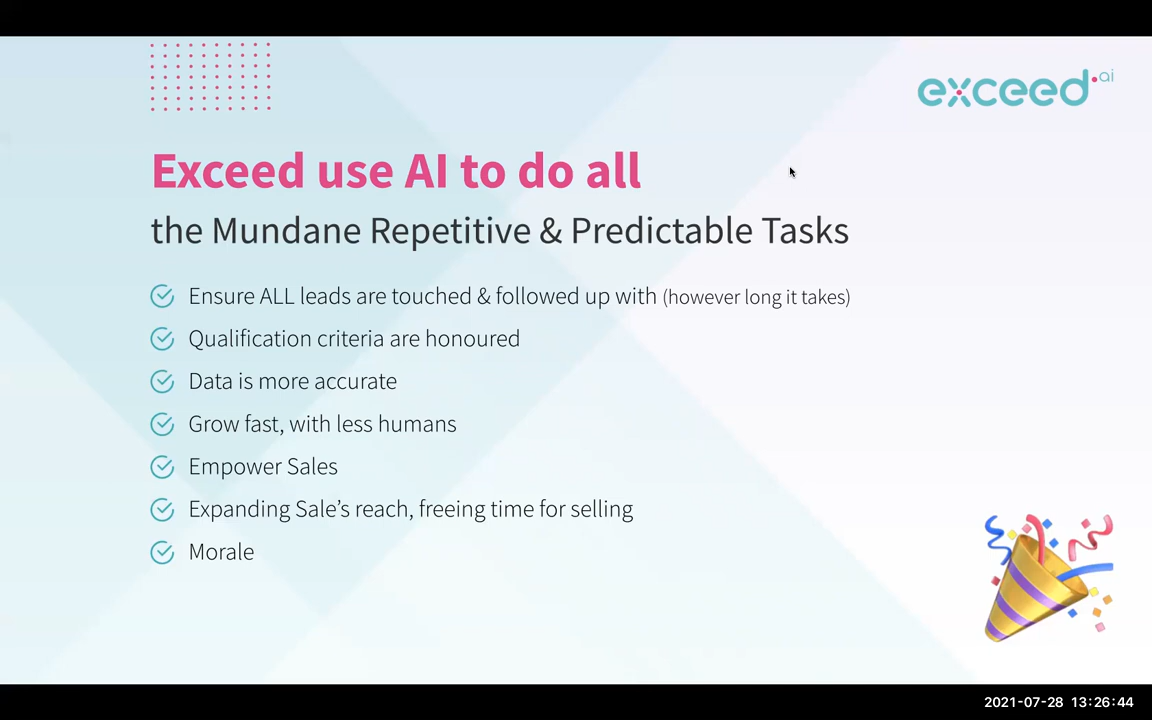 exceed.ai
Exceed use AI to do all
the Mundane Repetitive & Predictable Tasks
Ensure ALL leads are touched & followed up with (however long it takes)
Qualification criteria are honoured
Data is more accurate
Grow fast, with less humans
Empower Sales
Expanding Sale’s reach, freeing time for selling
Morale
2021-07-28 13:26:44